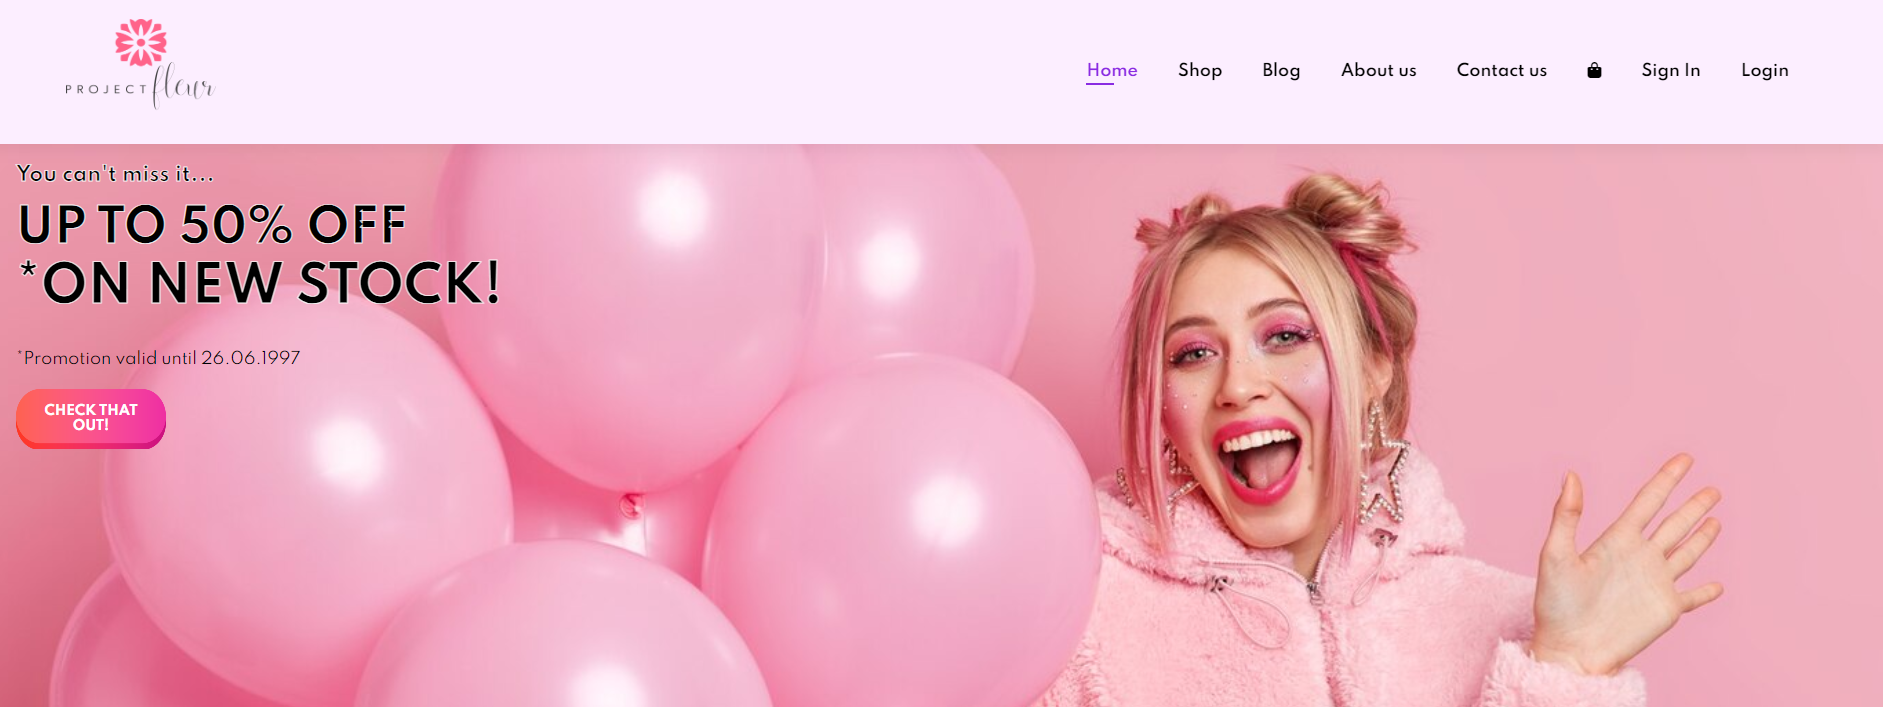 PROJECT fleur
Home Shop Blog About us Contact us Sign In Login
You can't miss it...
UP TO 50% OFF
*ON NEW STOCK!
*Promotion valid until 26.06.1997
CHECK THAT
OUT!